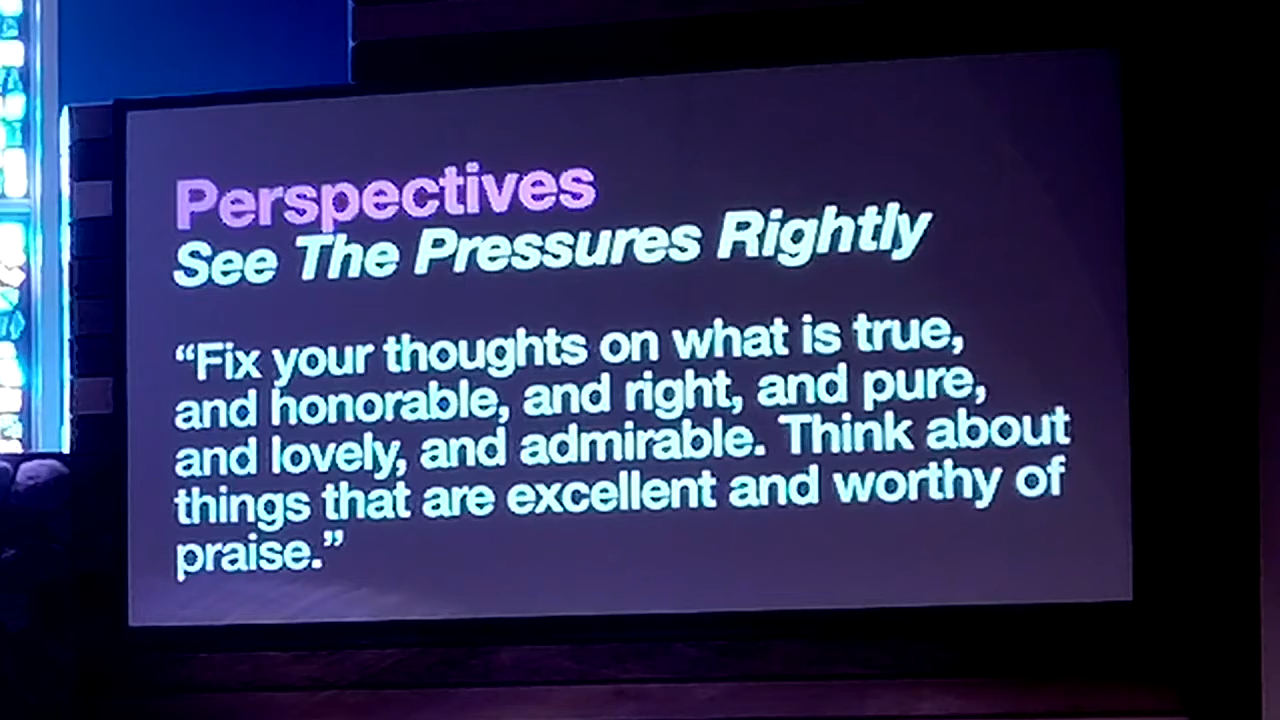 Perspectives
See The Pressures Rightly
“Fix your thoughts on what is true,
and honorable, and right, and pure,
and lovely, and admirable. Think about
things that are excellent and worthy of
praise.”